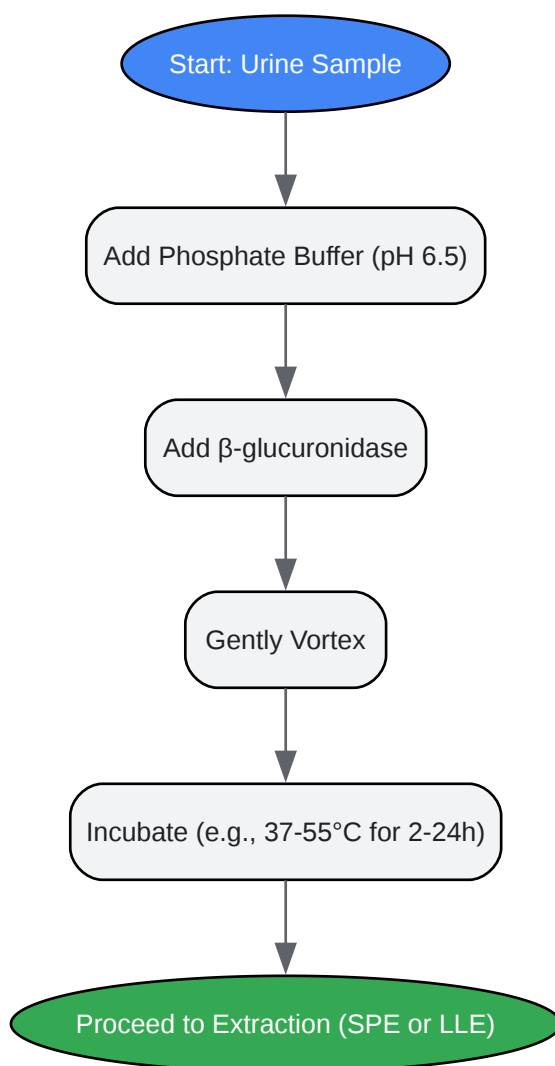 Start: Urine Sample
Add Phosphate Buffer (pH 6.5)
Add β-glucuronidase
Gently Vortex
Incubate (e.g., 37-55°C for 2-24h)
Proceed to Extraction (SPE or LLE)